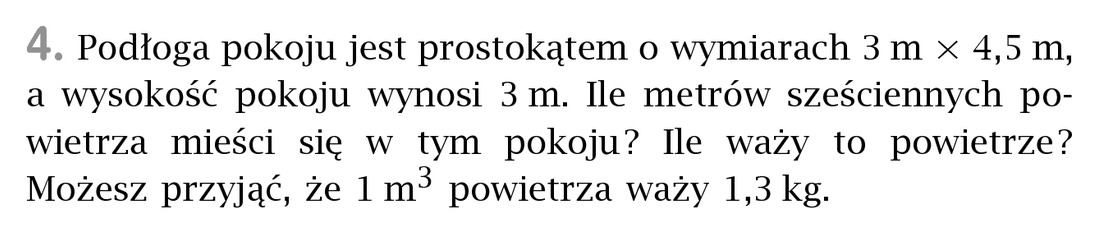 4. Podłoga pokoju jest prostokątem o wymiarach 3 m × 4,5 m,
a wysokość pokoju wynosi 3 m. Ile metrów sześciennych po-
wietrza mieści się w tym pokoju? Ile waży to powietrze?
Możesz przyjąć, że 1 m³ powietrza waży 1,3 kg.